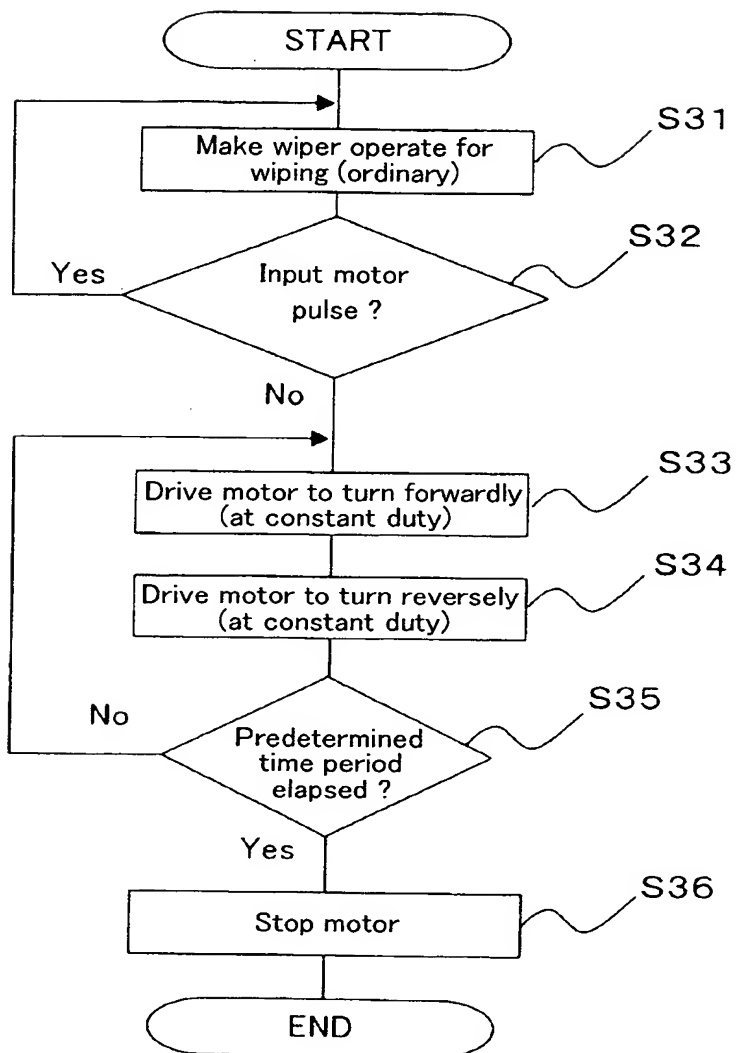 START
S31
Make wiper operate for
wiping (ordinary)
S32
Yes
Input motor
pulse ?
No
S33
Drive motor to turn forwardly
(at constant duty)
S34
Drive motor to turn reversely
(at constant duty)
No
S35
Predetermined
time period
elapsed ?
Yes
S36
Stop motor
END